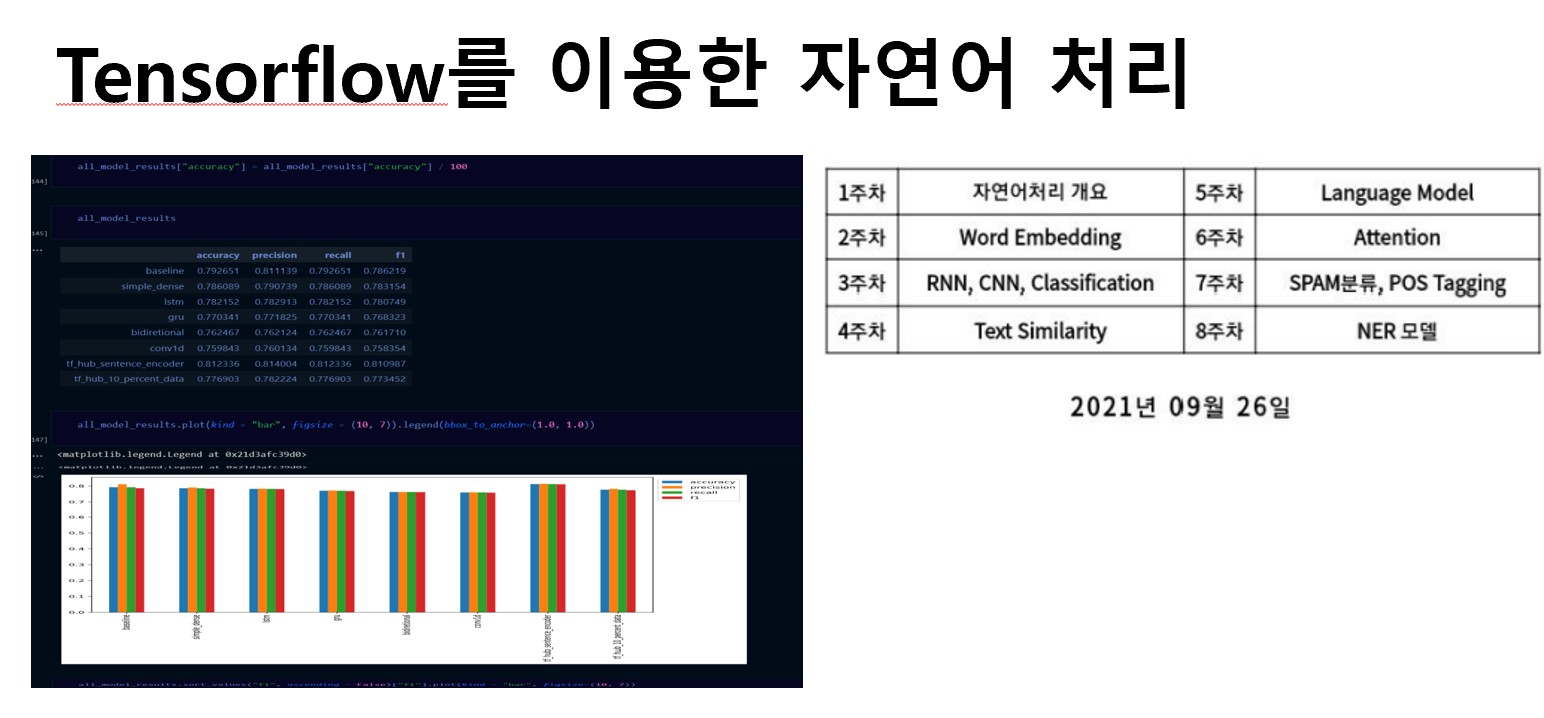 Tensorflow를 이용한 자연어 처리
all_model_results["accuracy"] = all_model_results["accuracy"] / 100
144]
all_model_results
145]
...
accuracy precision recall f1
baseline 0.792651 0.811139 0.792651 0.786219
simple_dense 0.786089 0.790739 0.786089 0.783154
lstm 0.782152 0.782913 0.782152 0.780749
gru 0.770341 0.771825 0.770341 0.768323
bidiretional 0.762467 0.762124 0.762467 0.761710
conv1d 0.759843 0.760134 0.759843 0.758354
tf_hub_sentence_encoder 0.812336 0.814004 0.812336 0.810987
tf_hub_10_percent_data 0.776903 0.782224 0.776903 0.773452
all_model_results.plot(kind = "bar", figsize = (10, 7)).legend(bbox_to_anchor=(1.0, 1.0))
147]
... <matplotlib.legend.Legend at 0x21d3afc39d0>
... <matplotlib.legend.Legend at 0x21d3afc39d0>
accuracy
precision
recall
f1
0.8
0.7
0.6
0.5
0.4
0.3
0.2
0.1
0.0
baseline
simple_dense
lstm
gru
bidiretional
conv1d
tf_hub_sentence_encoder
tf_hub_10_percent_data
all_model_results.sort_values("f1", ascending = False)["f1"].plot(kind = "bar", figsize=(10, 7))
1주차 자연어처리 개요 5주차 Language Model
2주차 Word Embedding 6주차 Attention
3주차 RNN, CNN, Classification 7주차 SPAM분류, POS Tagging
4주차 Text Similarity 8주차 NER 모델
2021년 09월 26일